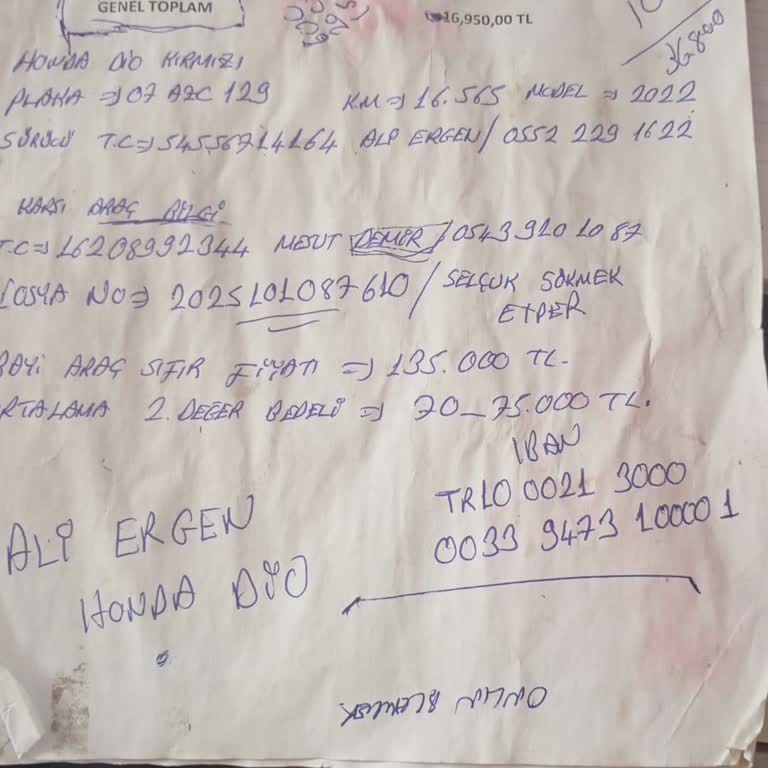 GENEL TOPLAM
16,950,00 TL
36.800
HONDA DİO KIRMIZI
PLAKA => 07 AZC 129 KM => 16.565 MODEL => 2022
SÜRÜCÜ T.C => 54556714164 ALİ ERGEN / 0552 229 1622
KARŞI ARAÇ BİLGİ
T.C => 16208992344 MESUT DEMİR / 0543 910 10 87
DOSYA NO => 2025101087610 / SELÇUK SÖKMEK
EKPER
BAYİ ARAÇ SIFIR FİYATI => 135.000 TL.
ORTALAMA 2. DEĞER BEDELİ => 70_75.000 TL.
IBAN
TR10 0021 3000
0033 9473 100001
ALİ ERGEN
HONDA DİO